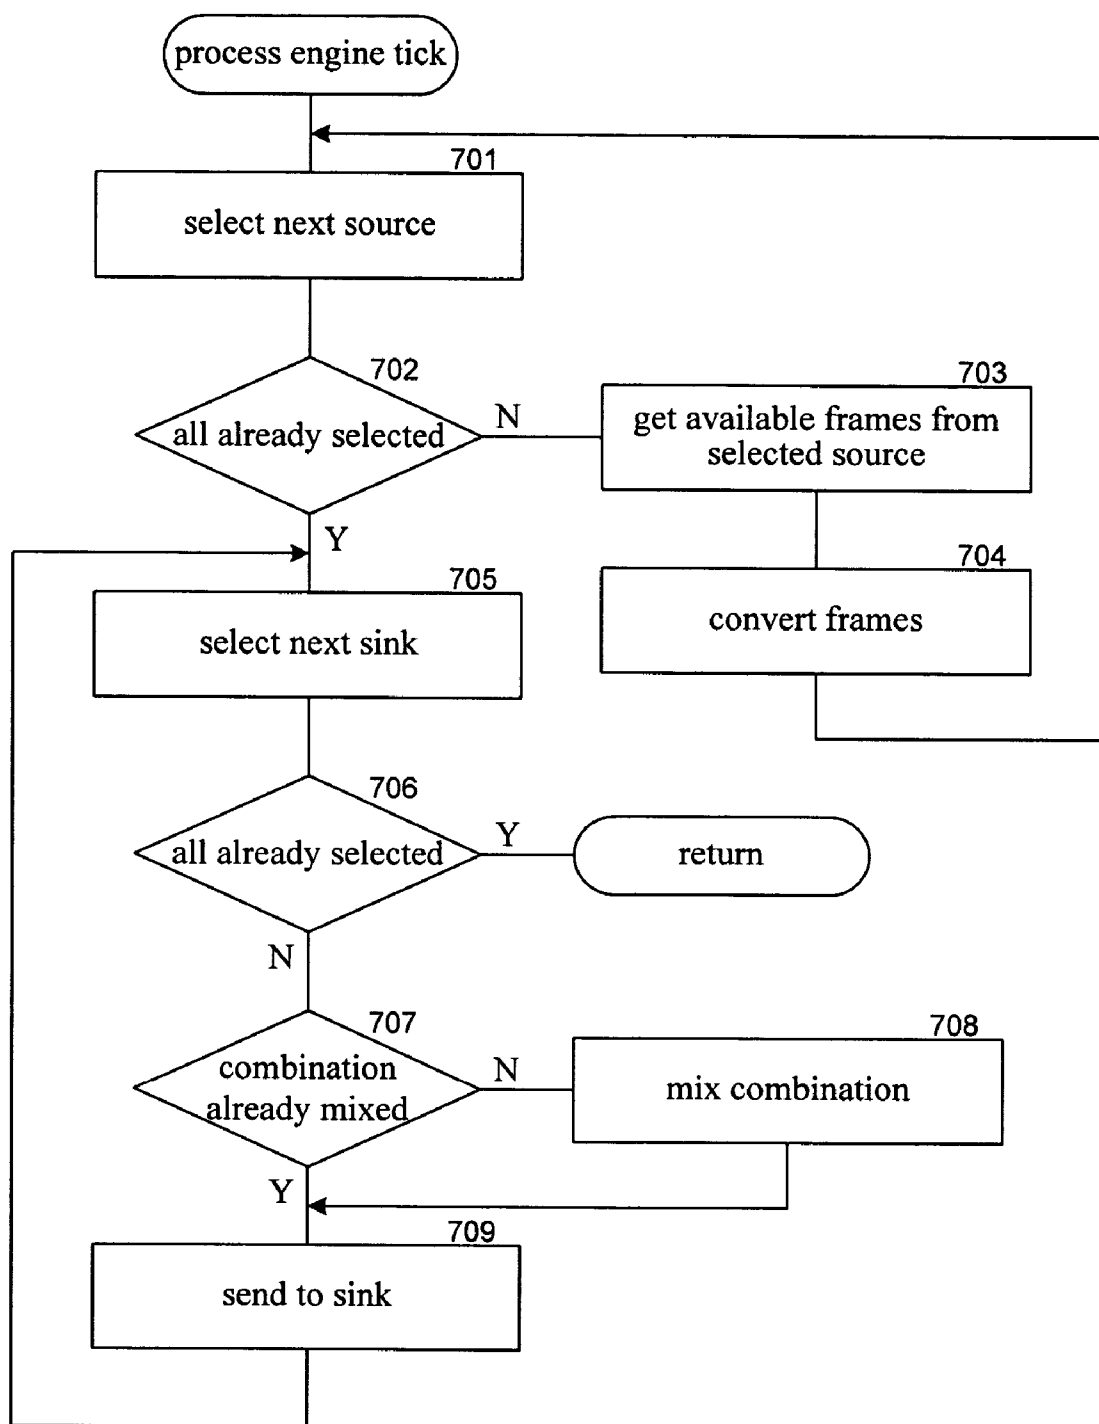 process engine tick
701
select next source
702
all already selected
N
703
get available frames from
selected source
Y
704
convert frames
705
select next sink
706
all already selected
Y
return
N
707
combination
already mixed
N
708
mix combination
Y
709
send to sink